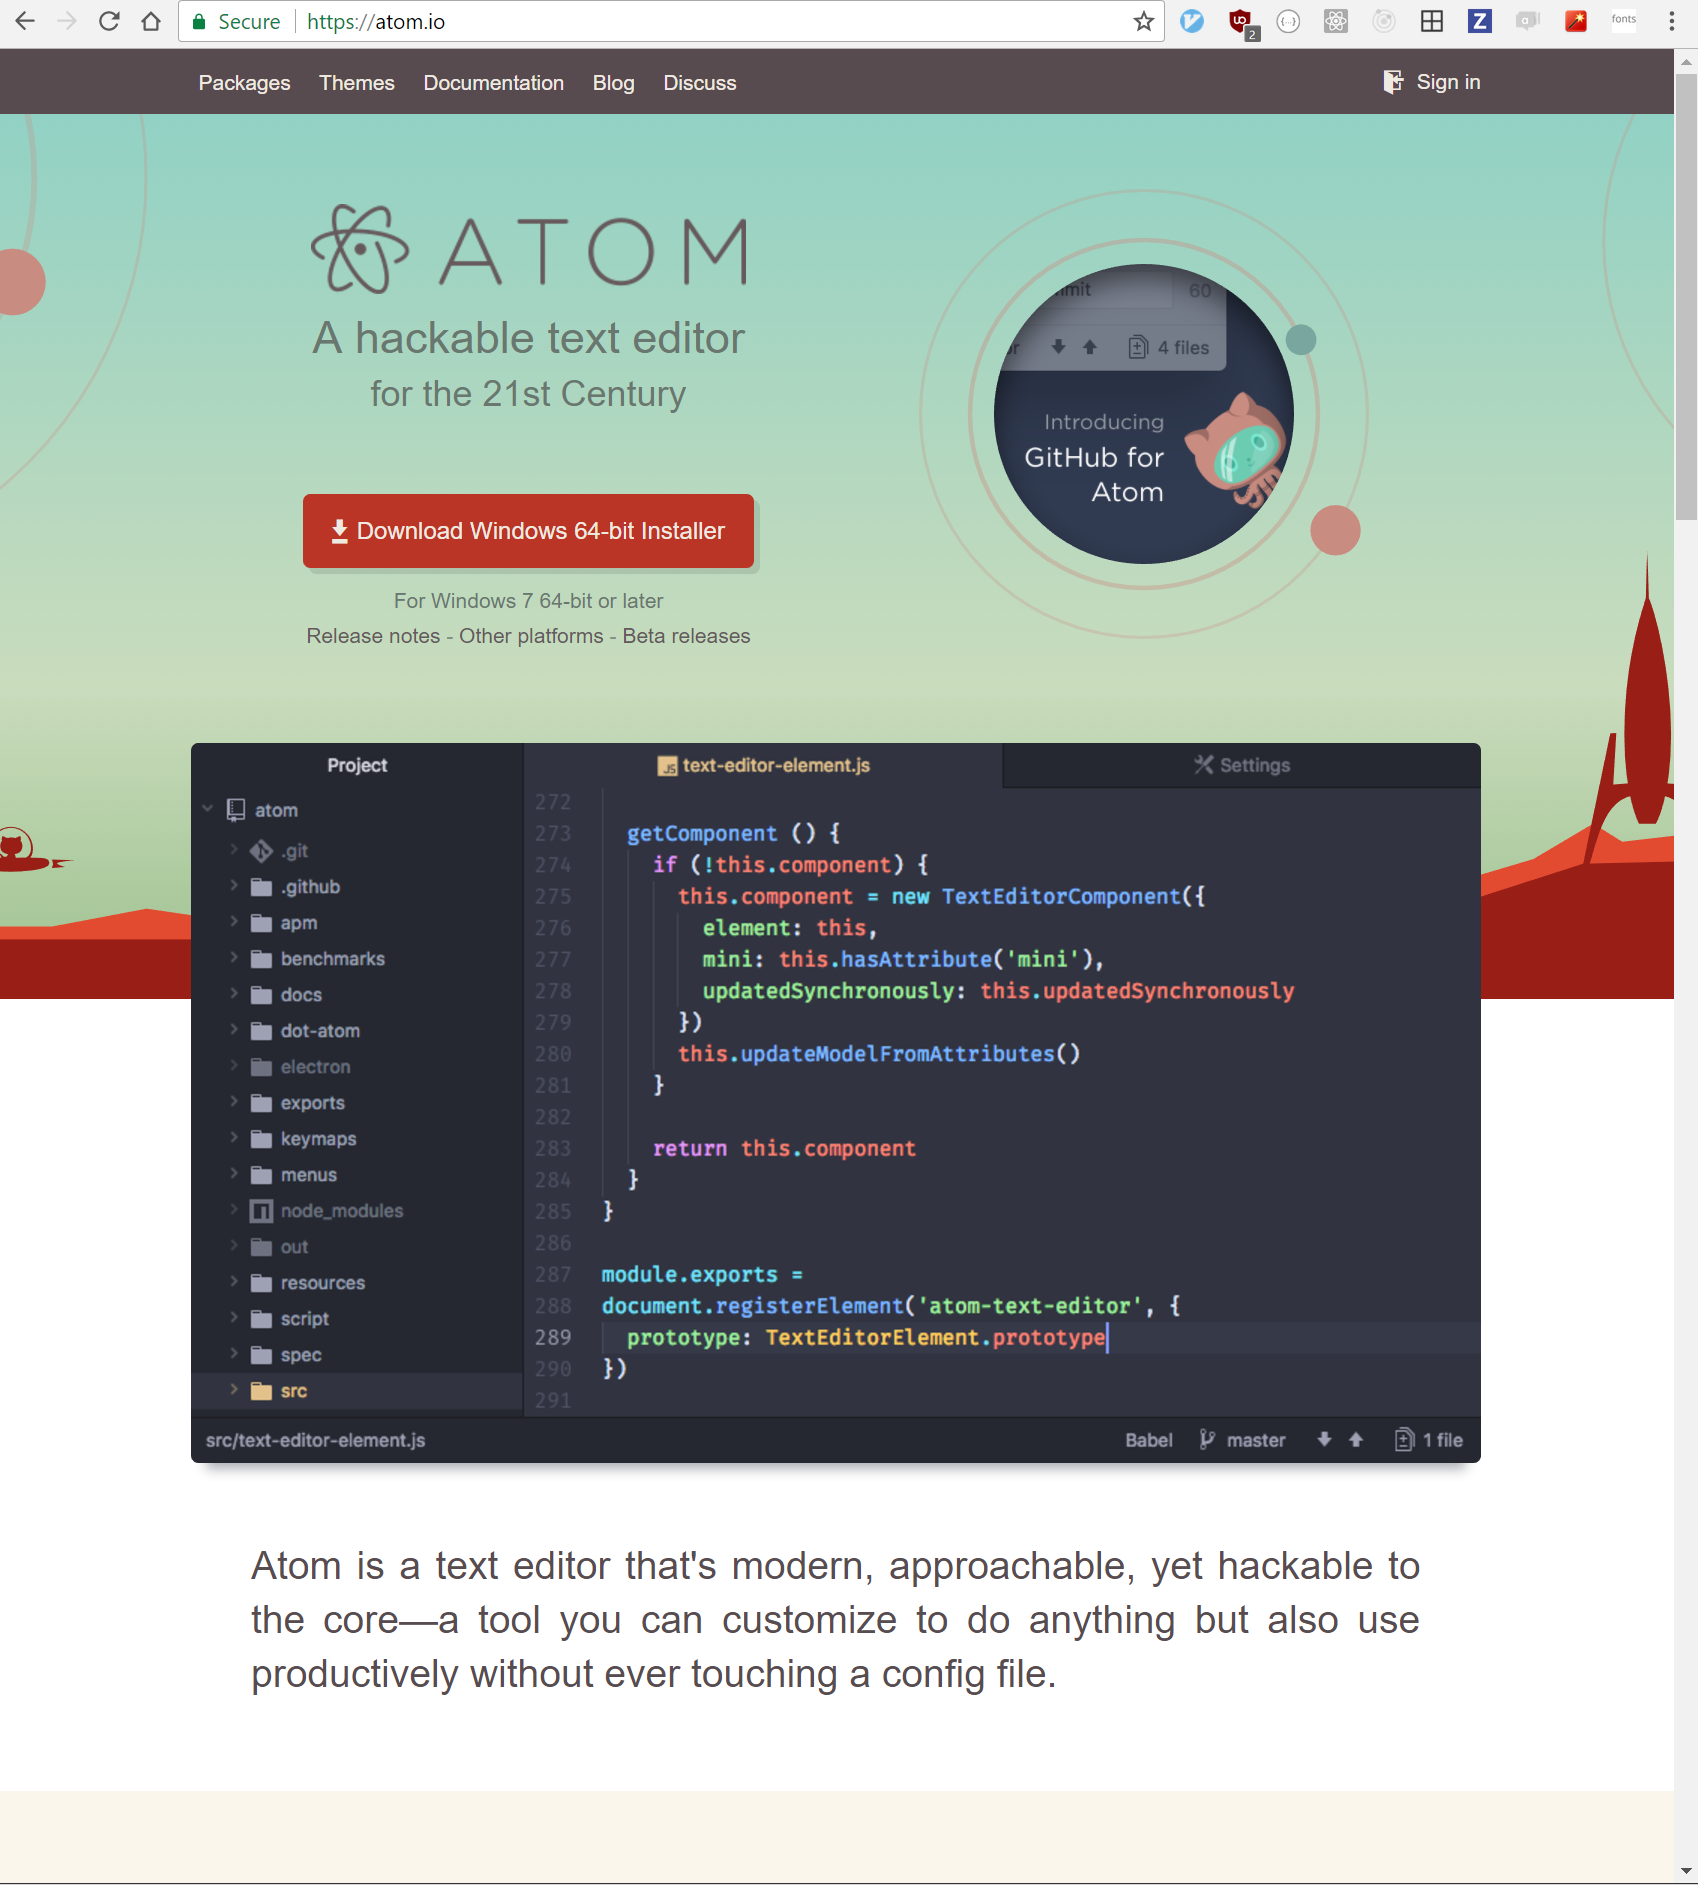 Secure https://atom.io
2
{...}
Z
a
fonts
Packages Themes Documentation Blog Discuss Sign in
ATOM
A hackable text editor
for the 21st Century
Download Windows 64-bit Installer
For Windows 7 64-bit or later
Release notes - Other platforms - Beta releases
60
4 files
Introducing
GitHub for
Atom
Project
atom
.git
.github
apm
benchmarks
docs
dot-atom
electron
exports
keymaps
menus
node_modules
out
resources
script
spec
src
JS text-editor-element.js
Settings
272
273 getComponent () {
274 if (!this.component) {
275 this.component = new TextEditorComponent({
276 element: this,
277 mini: this.hasAttribute('mini'),
278 updatedSynchronously: this.updatedSynchronously
279 })
280 this.updateModelFromAttributes()
281 }
282
283 return this.component
284 }
285 }
286
287 module.exports =
288 document.registerElement('atom-text-editor', {
289 prototype: TextEditorElement.prototype
290 })
291
src/text-editor-element.js Babel master 1 file
Atom is a text editor that's modern, approachable, yet hackable to
the core—a tool you can customize to do anything but also use
productively without ever touching a config file.